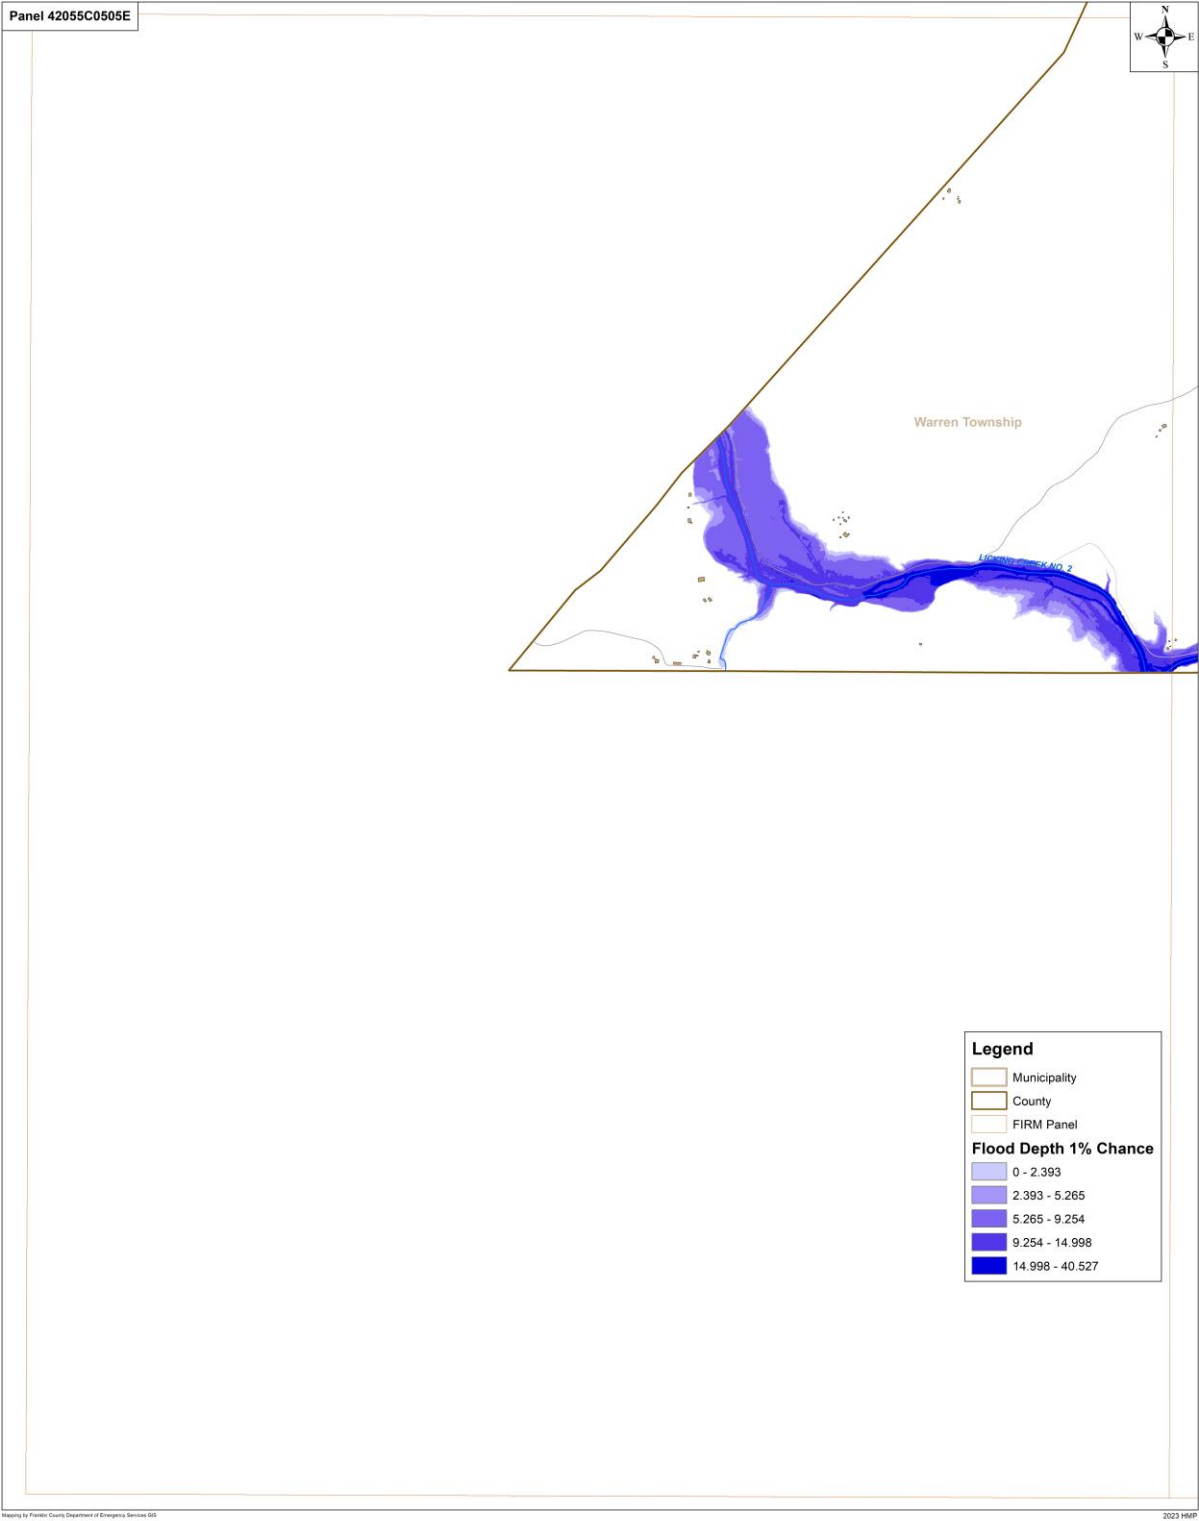 Panel 42055C0505E
N
W E
S
Warren Township
LICKING CREEK NO. 2
Legend
Municipality
County
FIRM Panel
Flood Depth 1% Chance
0 - 2.393
2.393 - 5.265
5.265 - 9.254
9.254 - 14.998
14.998 - 40.527
Mapping by Franklin County Department of Emergency Services GIS
2023 HMP